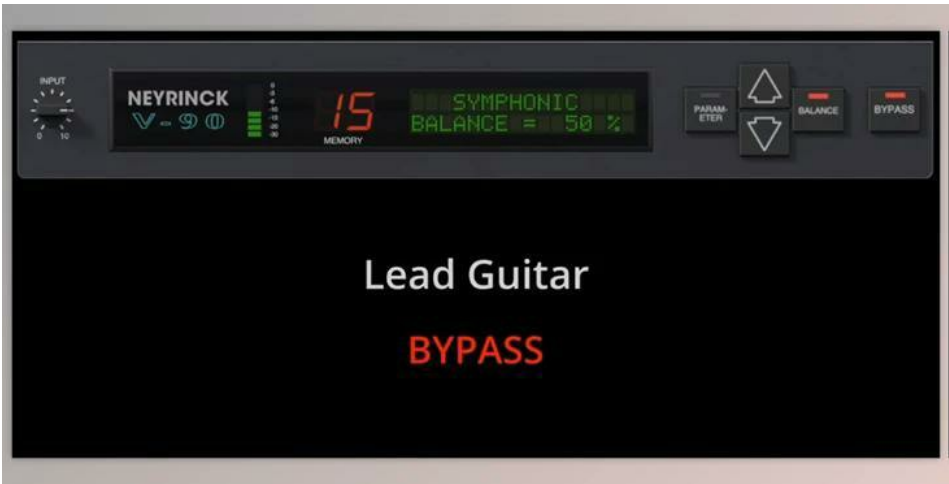 INPUT
0 10
NEYRINCK
V-90
15
MEMORY
SYMPHONIC
BALANCE = 50 %
PARAM-
ETER
BALANCE
BYPASS
Lead Guitar
BYPASS